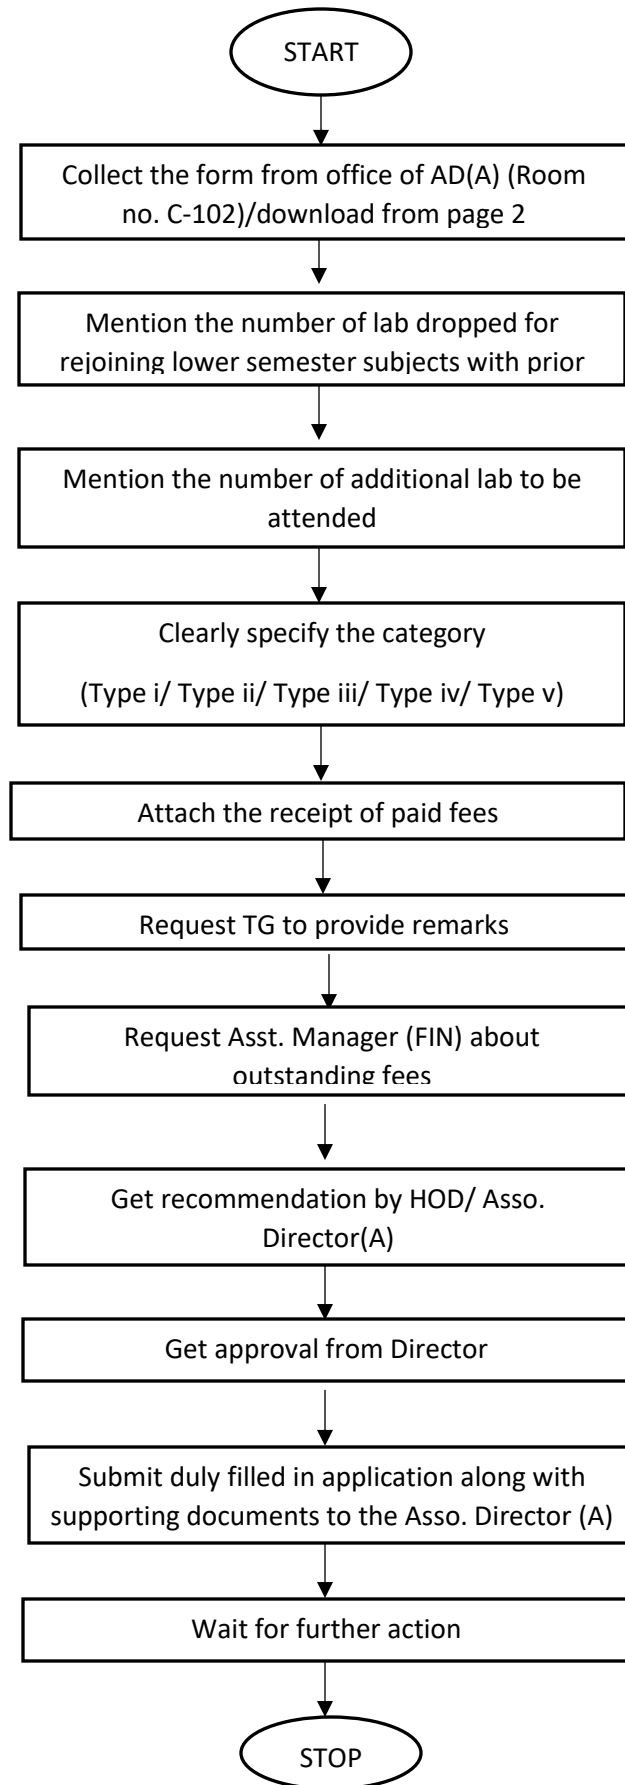 START
Collect the form from office of AD(A) (Room
no. C-102)/download from page 2
Mention the number of lab dropped for
rejoining lower semester subjects with prior
Mention the number of additional lab to be
attended
Clearly specify the category
(Type i/ Type ii/ Type iii/ Type iv/ Type v)
Attach the receipt of paid fees
Request TG to provide remarks
Request Asst. Manager (FIN) about
outstanding fees
Get recommendation by HOD/ Asso.
Director(A)
Get approval from Director
Submit duly filled in application along with
supporting documents to the Asso. Director (A)
Wait for further action
STOP